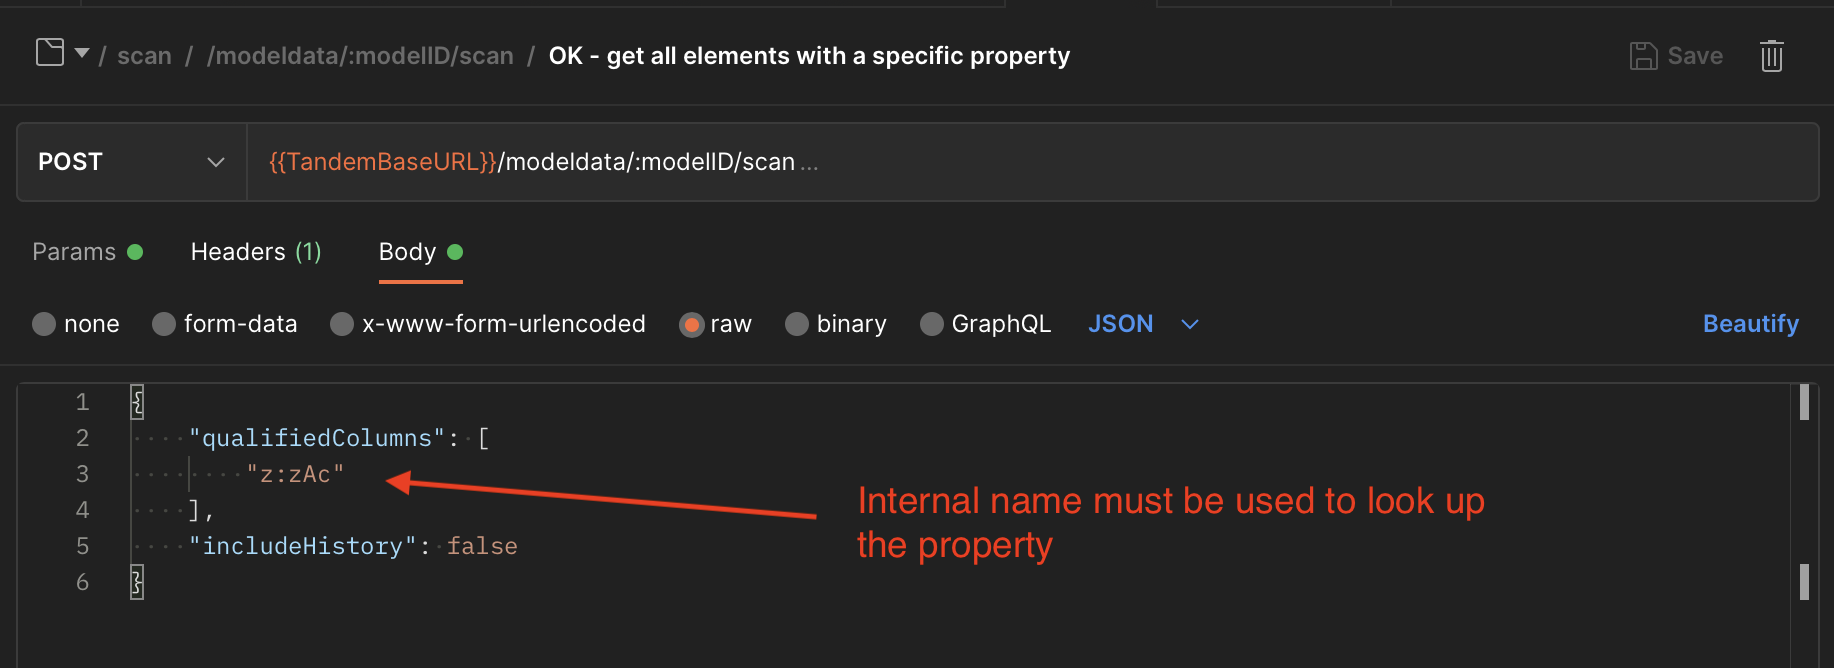 / scan / /modeldata/:modelID/scan / OK - get all elements with a specific property Save
POST {{TandemBaseURL}}/modeldata/:modelID/scan ...
Params Headers (1) Body
none form-data x-www-form-urlencoded raw binary GraphQL JSON Beautify
1 {
2 "qualifiedColumns": [
3 "z:zAc"
4 ],
5 "includeHistory": false
6 }
Internal name must be used to look up
the property